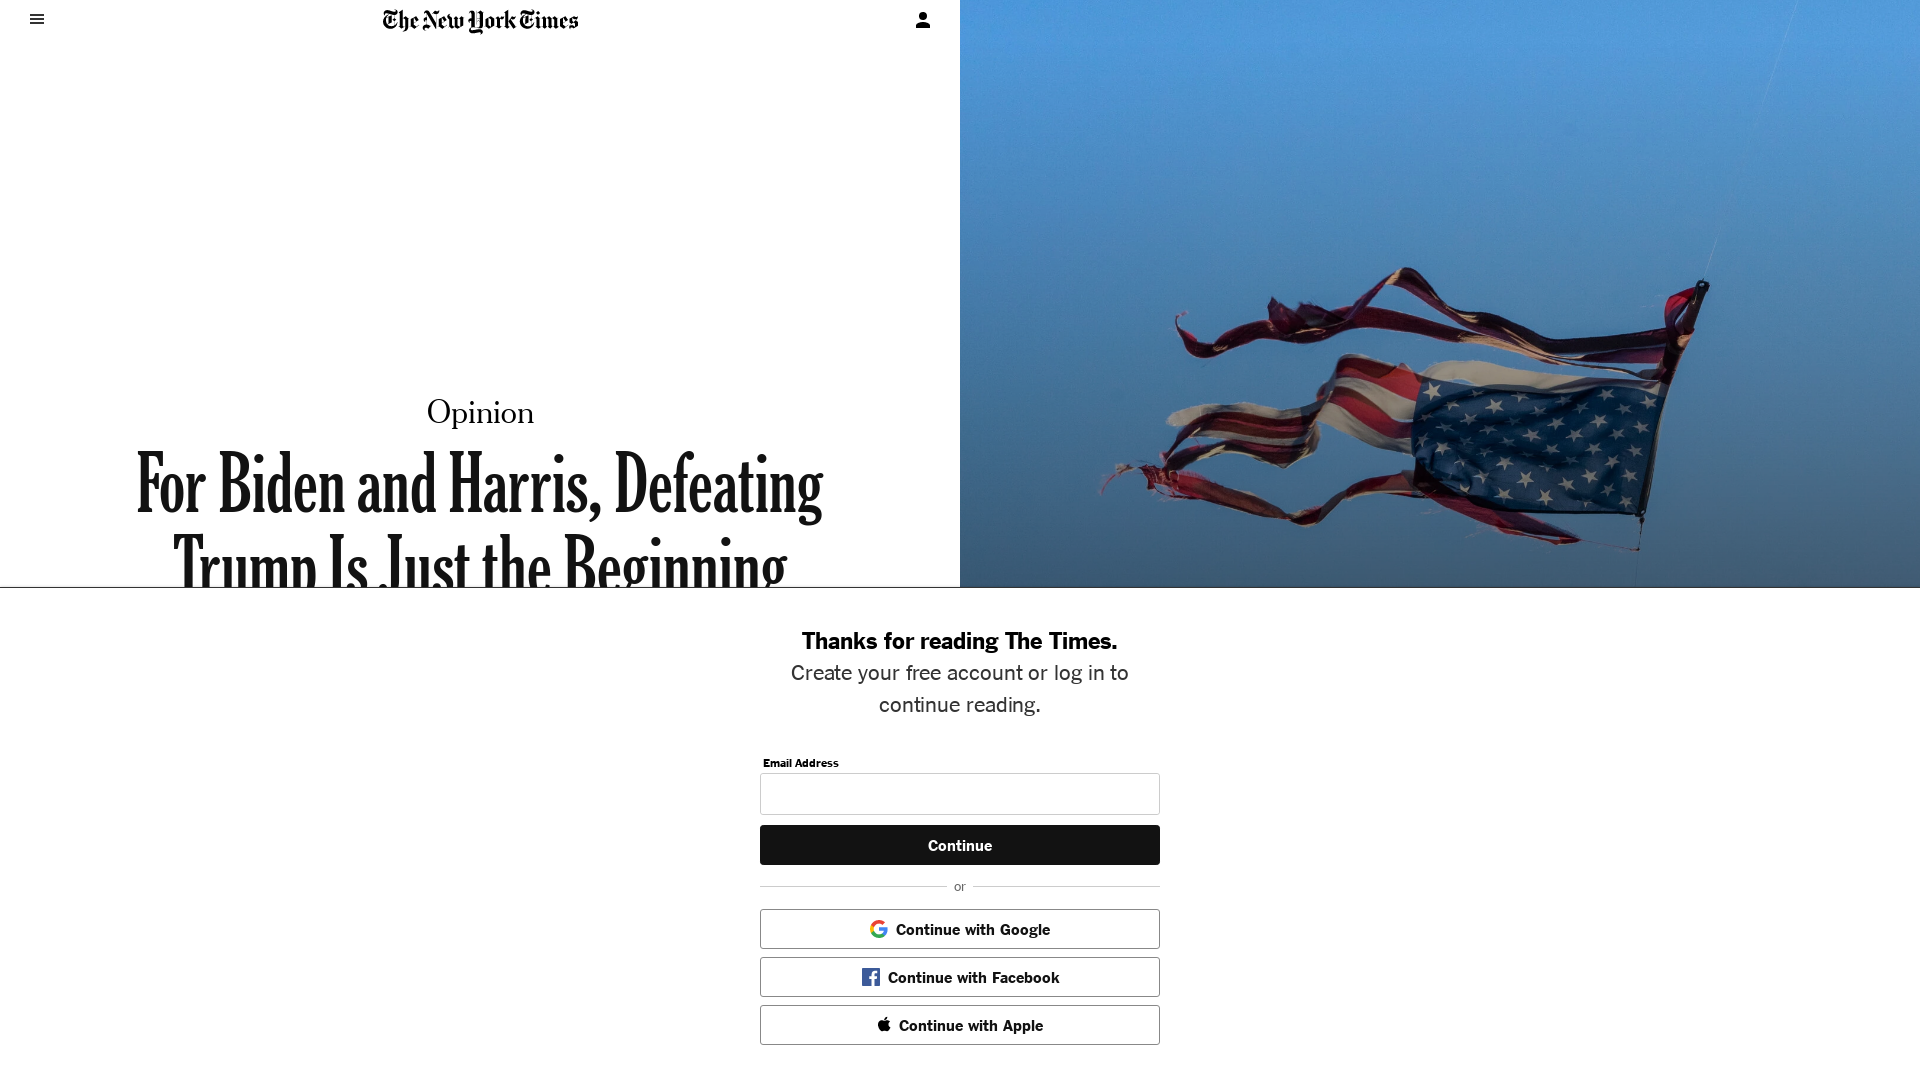 The New York Times
Opinion
For Biden and Harris, Defeating
Trump Is Just the Beginning
Thanks for reading The Times.
Create your free account or log in to
continue reading.
Email Address
Continue
or
Continue with Google
Continue with Facebook
Continue with Apple